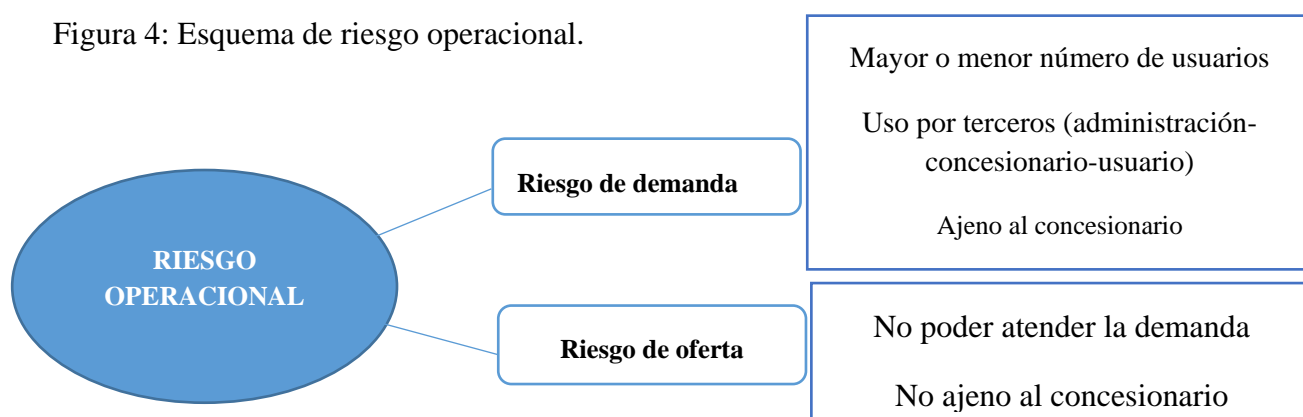 Figura 4: Esquema de riesgo operacional.
Mayor o menor número de usuarios
Uso por terceros (administración-
concesionario-usuario)
Ajeno al concesionario
Riesgo de demanda
RIESGO
OPERACIONAL
Riesgo de oferta
No poder atender la demanda
No ajeno al concesionario